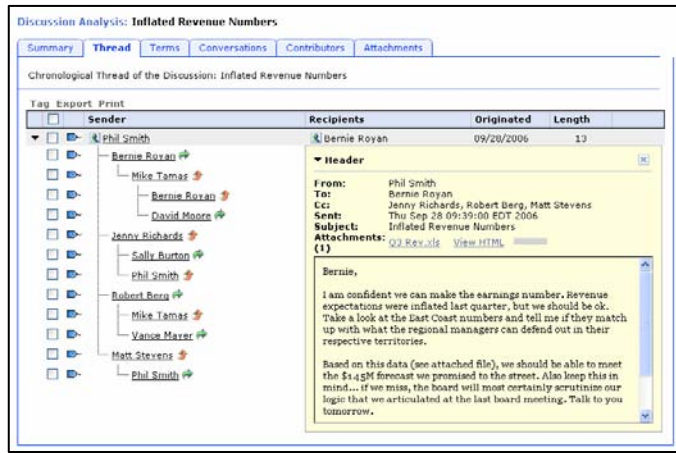 Discussion Analysis: Inflated Revenue Numbers
Summary Thread Terms Conversations Contributors Attachments
Chronological Thread of the Discussion: Inflated Revenue Numbers
Tag Export Print
Sender Recipients Originated Length
Phil Smith Bernie Royan 09/28/2006 13
Bernie Royan
Mike Tamas
Bernie Royan
David Moore
Jenny Richards
Sally Burton
Phil Smith
Robert Berg
Mike Tamas
Vance Mayer
Matt Stevens
Phil Smith
Header
From: Phil Smith
To: Bernie Royan
Cc: Jenny Richards, Robert Berg, Matt Stevens
Sent: Thu Sep 28 09:39:00 EDT 2006
Subject: Inflated Revenue Numbers
Attachments: Q3 Rev.xls View HTML
(1)
Bernie,
I am confident we can make the earnings number. Revenue
expectations were inflated last quarter, but we should be ok.
Take a look at the East Coast numbers and tell me if they match
up with what the regional managers can defend out in their
respective territories.
Based on this data (see attached file), we should be able to meet
the $145M forecast we promised to the street. Also keep this in
mind... if we miss, the board will most certainly scrutinize our
logic that we articulated at the last board meeting. Talk to you
tomorrow.